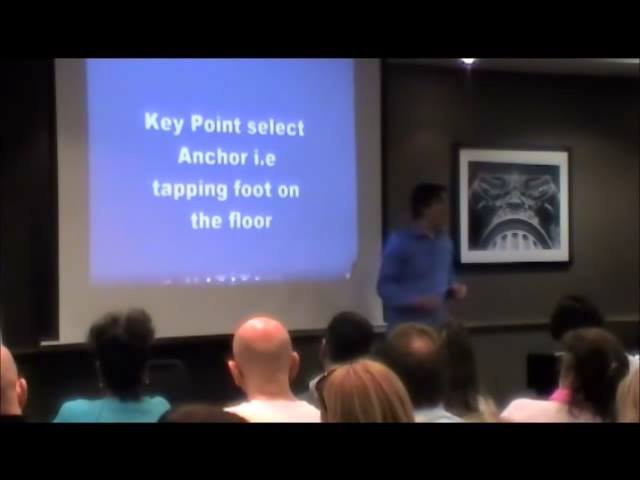 Key Point select
Anchor i.e
tapping foot on
the floor